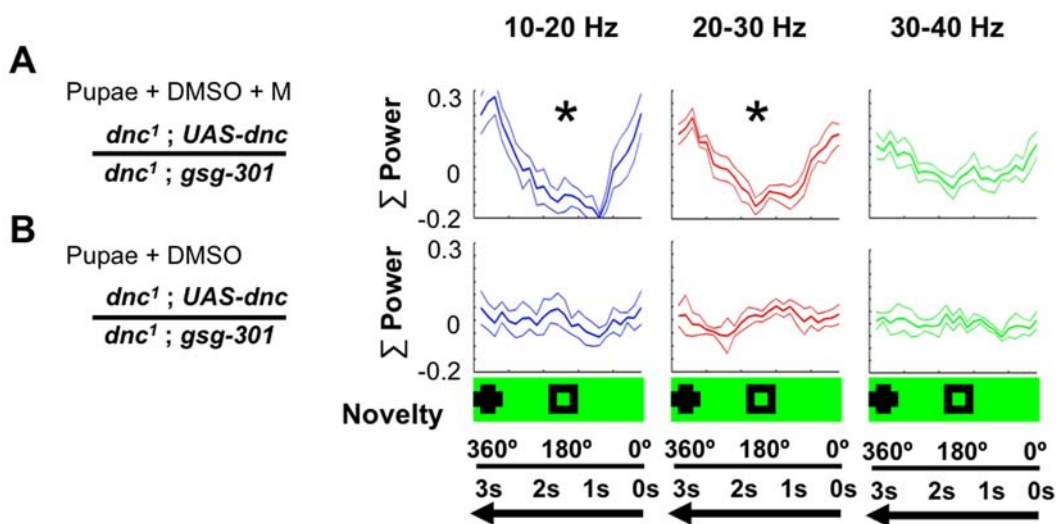 10-20 Hz 20-30 Hz 30-40 Hz
A
Pupae + DMSO + M
dnc¹ ; UAS-dnc
dnc¹ ; gsg-301
Σ Power
0.3
0
-0.2
*
*
B
Pupae + DMSO
dnc¹ ; UAS-dnc
dnc¹ ; gsg-301
Σ Power
0.3
0
-0.2
Novelty
360º 180º 0º 360º 180º 0º 360º 180º 0º
3s 2s 1s 0s 3s 2s 1s 0s 3s 2s 1s 0s